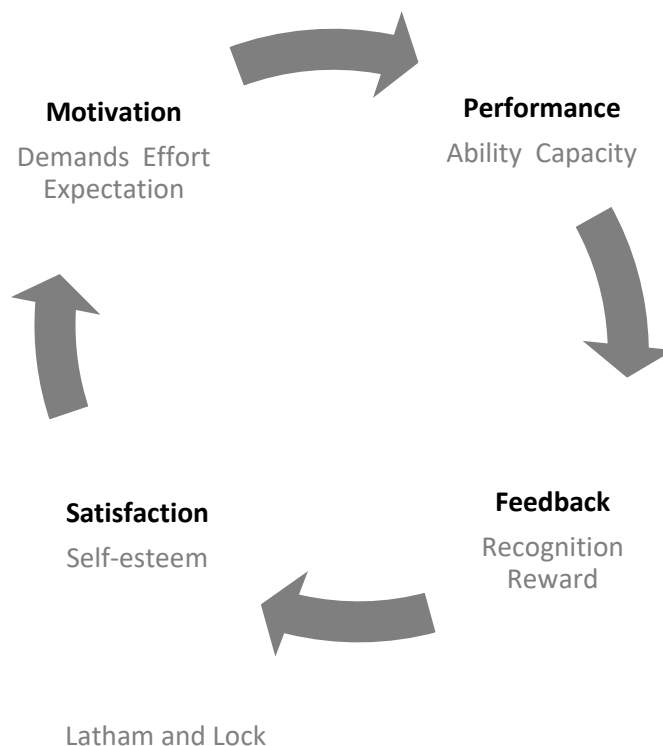 Motivation
Demands Effort
Expectation
Performance
Ability Capacity
Satisfaction
Self-esteem
Feedback
Recognition
Reward
Latham and Lock